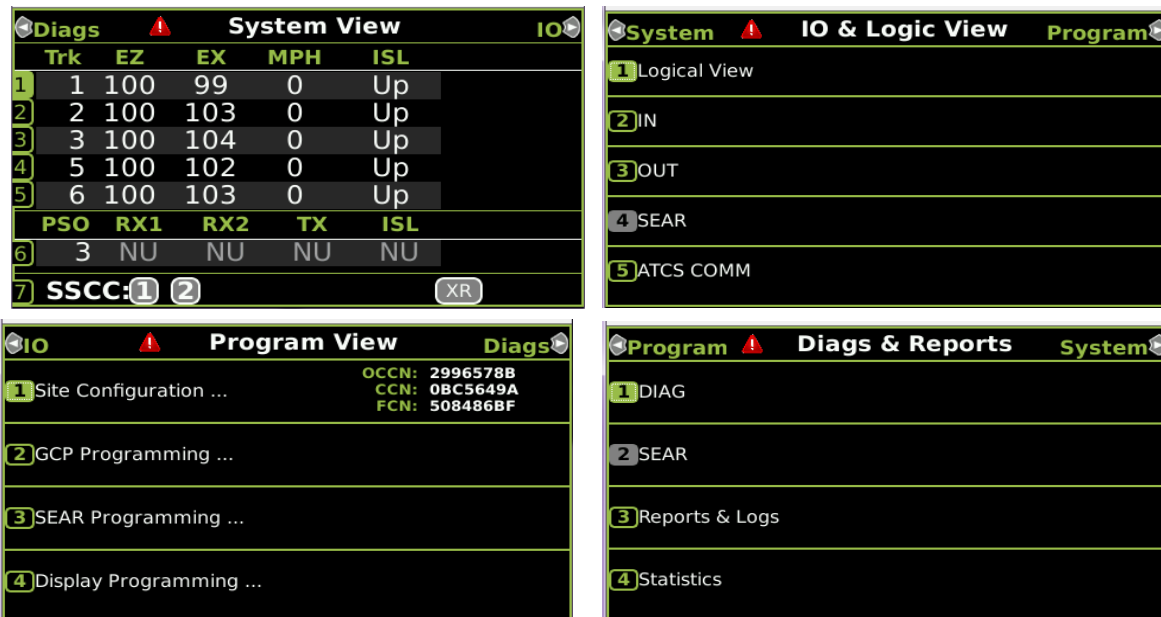 Diags System View IO
Trk EZ EX MPH ISL
1 1 100 99 0 Up
2 2 100 103 0 Up
3 3 100 104 0 Up
4 5 100 102 0 Up
5 6 100 103 0 Up
PSO RX1 RX2 TX ISL
6 3 NU NU NU NU
7 SSCC: 1 2 XR
System IO & Logic View Program
1 Logical View
2 IN
3 OUT
4 SEAR
5 ATCS COMM
IO Program View Diags
1 Site Configuration ...
OCCN: 2996578B
CCN: 0BC5649A
FCN: 508486BF
2 GCP Programming ...
3 SEAR Programming ...
4 Display Programming ...
Program Diags & Reports System
1 DIAG
2 SEAR
3 Reports & Logs
4 Statistics